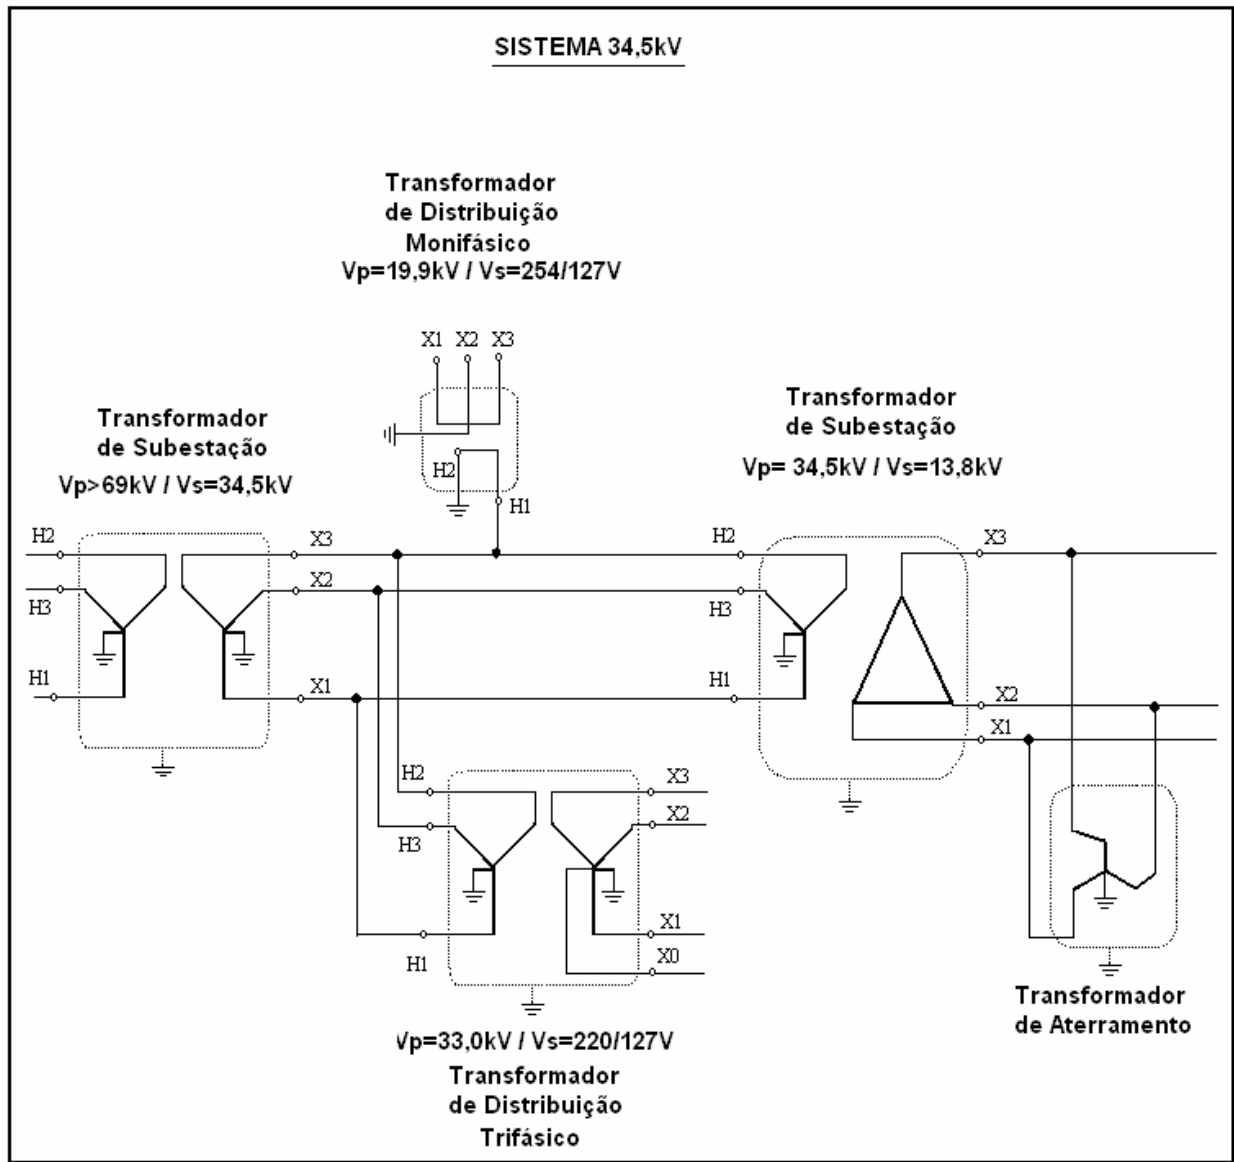 SISTEMA 34,5kV
Transformador
de Distribuição
Monifásico
Vp=19,9kV / Vs=254/127V
X1 X2 X3
H2
H1
Transformador
de Subestação
Vp>69kV / Vs=34,5kV
H2
H3
H1
X3
X2
X1
Transformador
de Subestação
Vp= 34,5kV / Vs=13,8kV
H2
H3
H1
X3
X2
X1
H2
H3
H1
X3
X2
X1
X0
Vp=33,0kV / Vs=220/127V
Transformador
de Distribuição
Trifásico
Transformador
de Aterramento